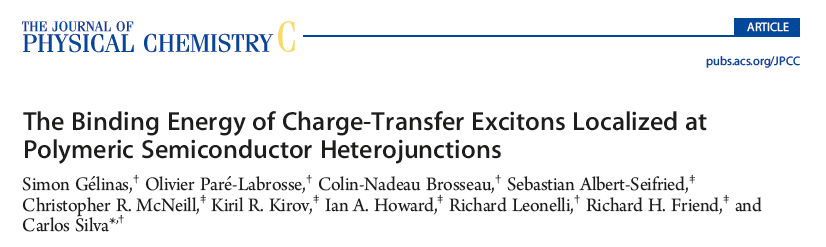 THE JOURNAL OF
PHYSICAL CHEMISTRY C
ARTICLE
pubs.acs.org/JPCC
The Binding Energy of Charge-Transfer Excitons Localized at
Polymeric Semiconductor Heterojunctions
Simon Gélinas,† Olivier Paré-Labrosse,† Colin-Nadeau Brosseau,† Sebastian Albert-Seifried,‡
Christopher R. McNeill,‡ Kiril R. Kirov,‡ Ian A. Howard,‡ Richard Leonelli,† Richard H. Friend,‡ and
Carlos Silva*,†